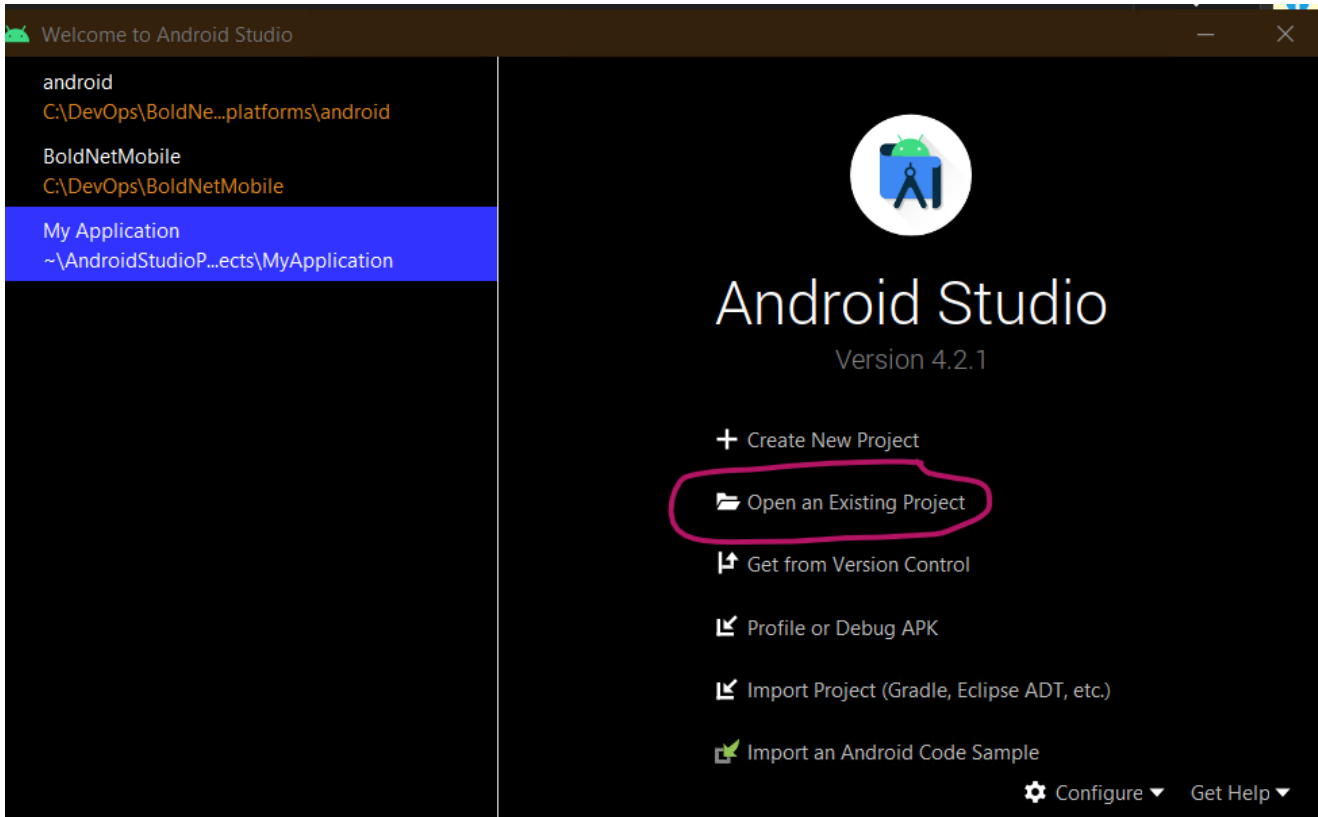 Welcome to Android Studio
android
C:\DevOps\BoldNe...platforms\android
BoldNetMobile
C:\DevOps\BoldNetMobile
My Application
~\AndroidStudioP...ects\MyApplication
Android Studio
Version 4.2.1
Create New Project
Open an Existing Project
Get from Version Control
Profile or Debug APK
Import Project (Gradle, Eclipse ADT, etc.)
Import an Android Code Sample
Configure Get Help